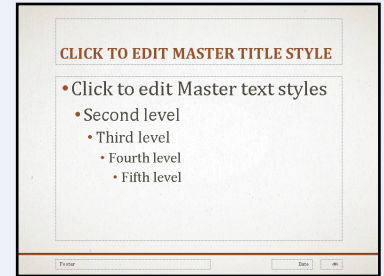 CLICK TO EDIT MASTER TITLE STYLE
•Click to edit Master text styles
•Second level
•Third level
•Fourth level
•Fifth level
Footer Date ‹#›